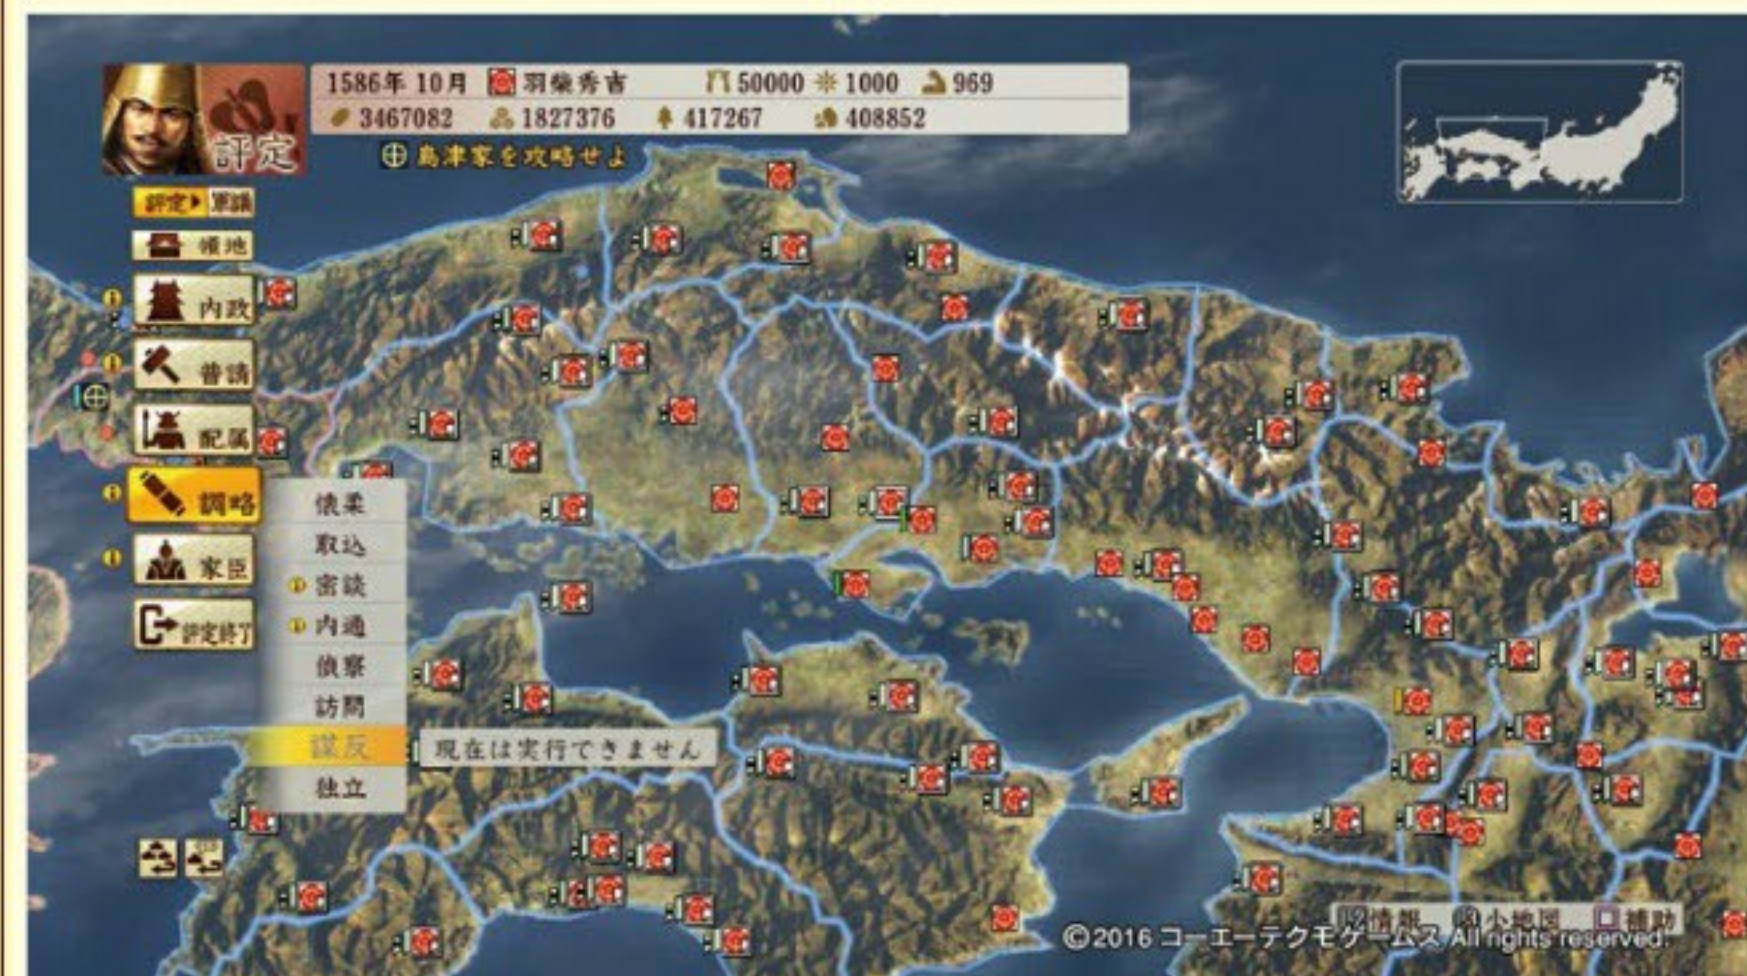 1586年 10月 羽柴秀吉 50000 1000 969
3467082 1827376 417267 408852
評定
島津家を攻略せよ
評定 軍議
領地
内政
普請
配属
調略
家臣
評定終了
懐柔
取込
密談
内通
偵察
訪問
謀反
独立
現在は実行できません
情報 小地図 補助
©2016 コーエーテクモゲームス All rights reserved.